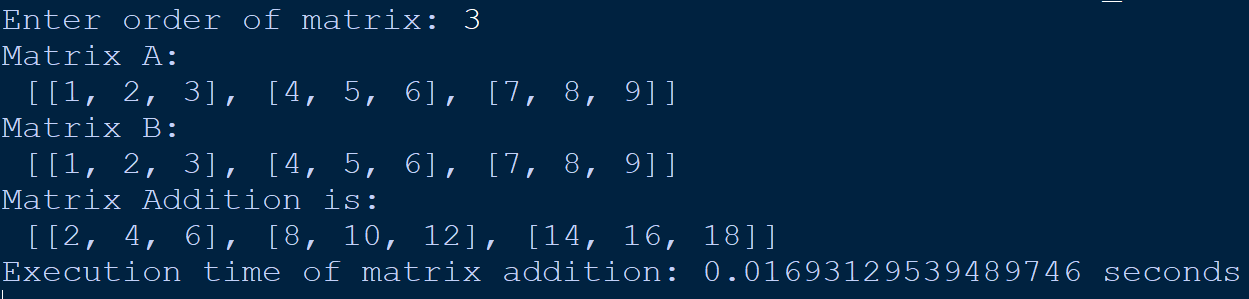 Enter order of matrix: 3
Matrix A:
 [[1, 2, 3], [4, 5, 6], [7, 8, 9]]
Matrix B:
 [[1, 2, 3], [4, 5, 6], [7, 8, 9]]
Matrix Addition is:
 [[2, 4, 6], [8, 10, 12], [14, 16, 18]]
Execution time of matrix addition: 0.01693129539489746 seconds